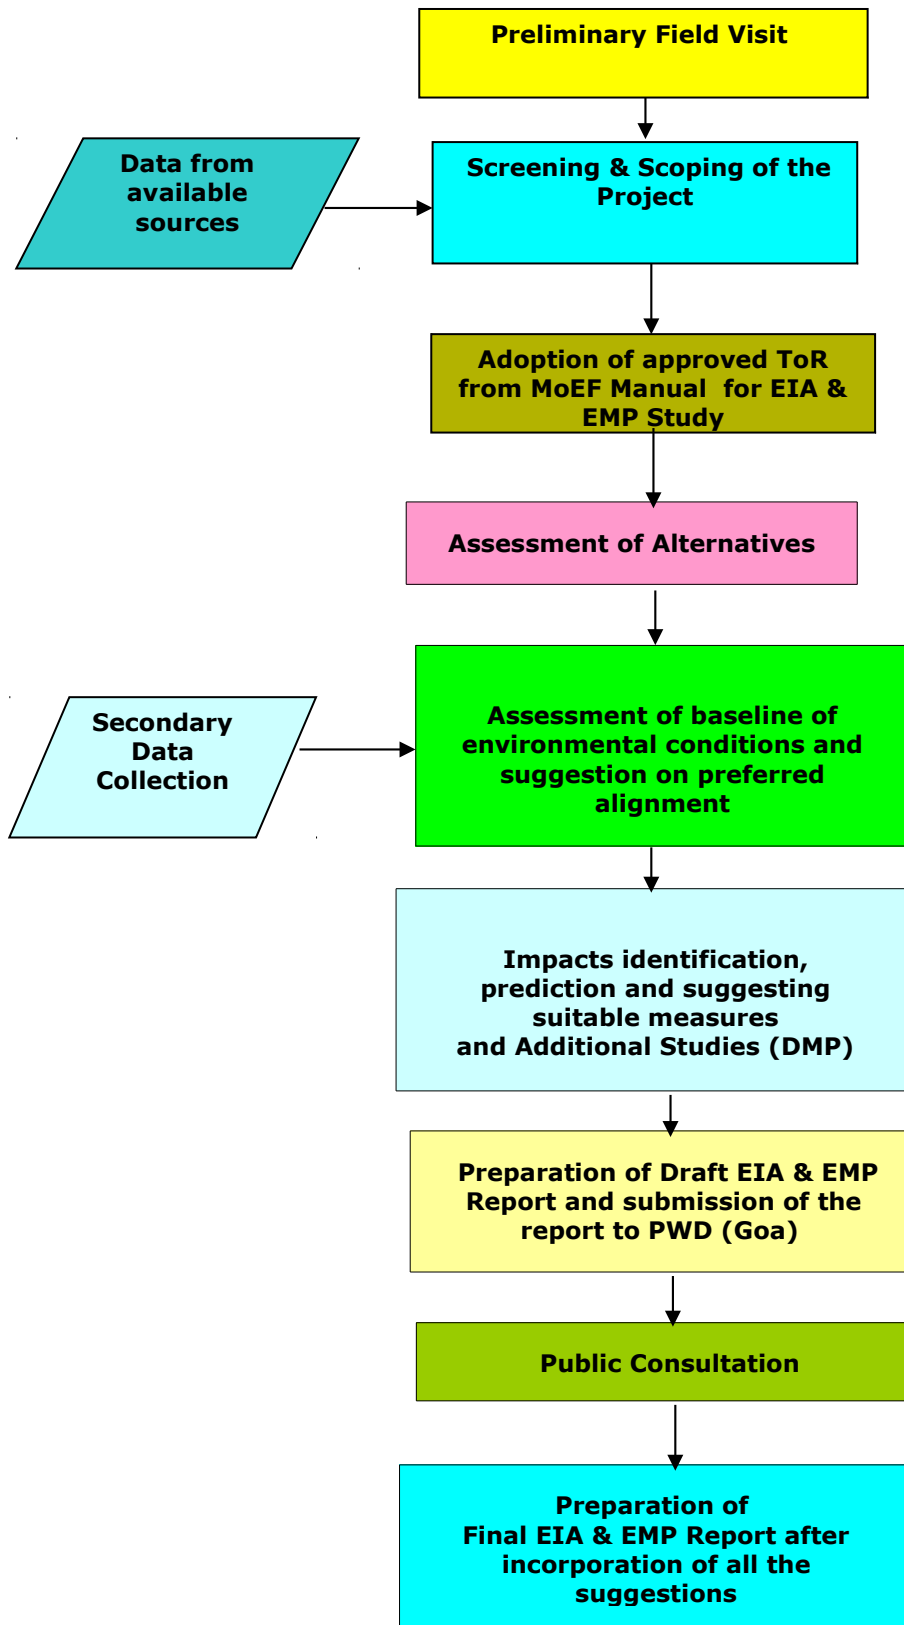 Preliminary Field Visit
Data from
available
sources
Screening & Scoping of the
Project
Adoption of approved ToR
from MoEF Manual for EIA &
EMP Study
Assessment of Alternatives
Secondary
Data
Collection
Assessment of baseline of
environmental conditions and
suggestion on preferred
alignment
Impacts identification,
prediction and suggesting
suitable measures
and Additional Studies (DMP)
Preparation of Draft EIA & EMP
Report and submission of the
report to PWD (Goa)
Public Consultation
Preparation of
Final EIA & EMP Report after
incorporation of all the
suggestions